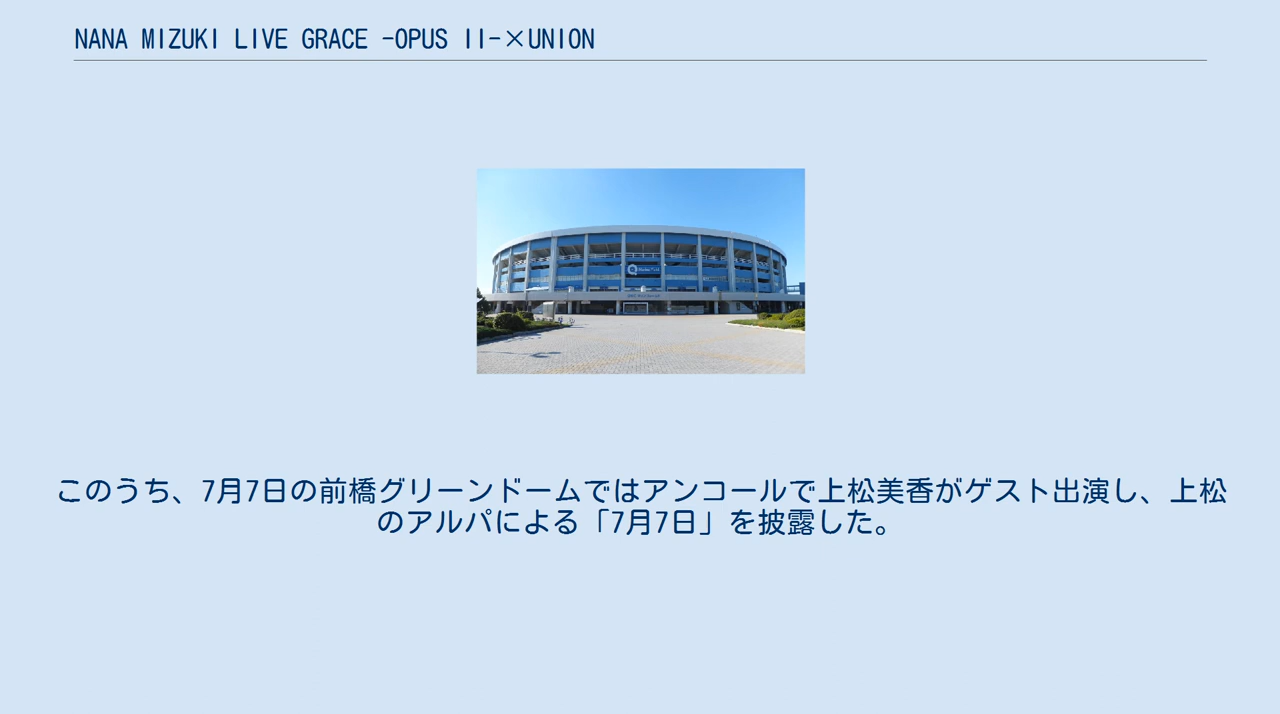 NANA MIZUKI LIVE GRACE -OPUS II-×UNION
このうち、7月7日の前橋グリーンドームではアンコールで上松美香がゲスト出演し、上松
のアルパによる「7月7日」を披露した。